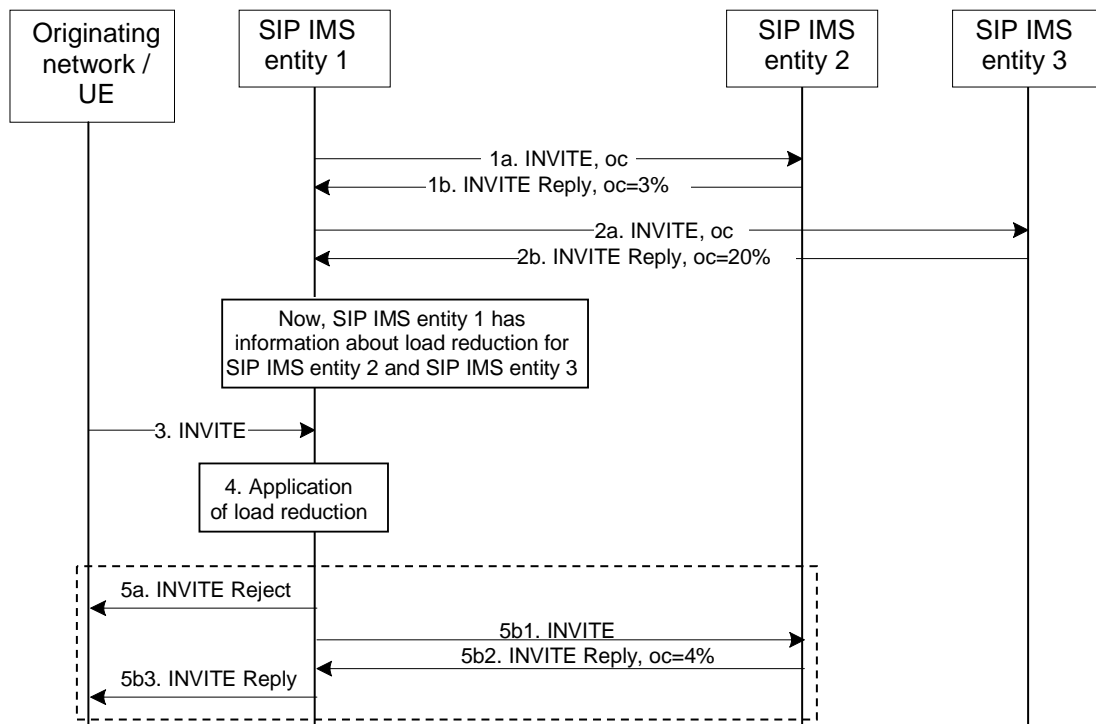 Originating
network /
UE
SIP IMS
entity 1
SIP IMS
entity 2
SIP IMS
entity 3
1a. INVITE, oc
1b. INVITE Reply, oc=3%
2a. INVITE, oc
2b. INVITE Reply, oc=20%
Now, SIP IMS entity 1 has
information about load reduction for
SIP IMS entity 2 and SIP IMS entity 3
3. INVITE
4. Application
of load reduction
5a. INVITE Reject
5b1. INVITE
5b2. INVITE Reply, oc=4%
5b3. INVITE Reply